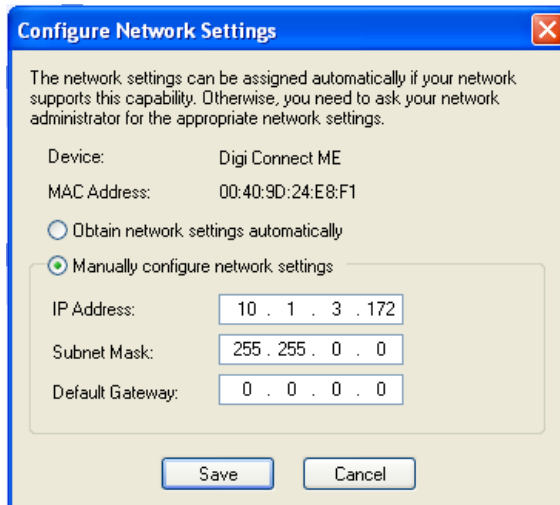 Configure Network Settings
The network settings can be assigned automatically if your network
supports this capability. Otherwise, you need to ask your network
administrator for the appropriate network settings.
Device: Digi Connect ME
MAC Address: 00:40:9D:24:E8:F1
Obtain network settings automatically
Manually configure network settings
IP Address: 10 . 1 . 3 . 172
Subnet Mask: 255 . 255 . 0 . 0
Default Gateway: 0 . 0 . 0 . 0
Save Cancel